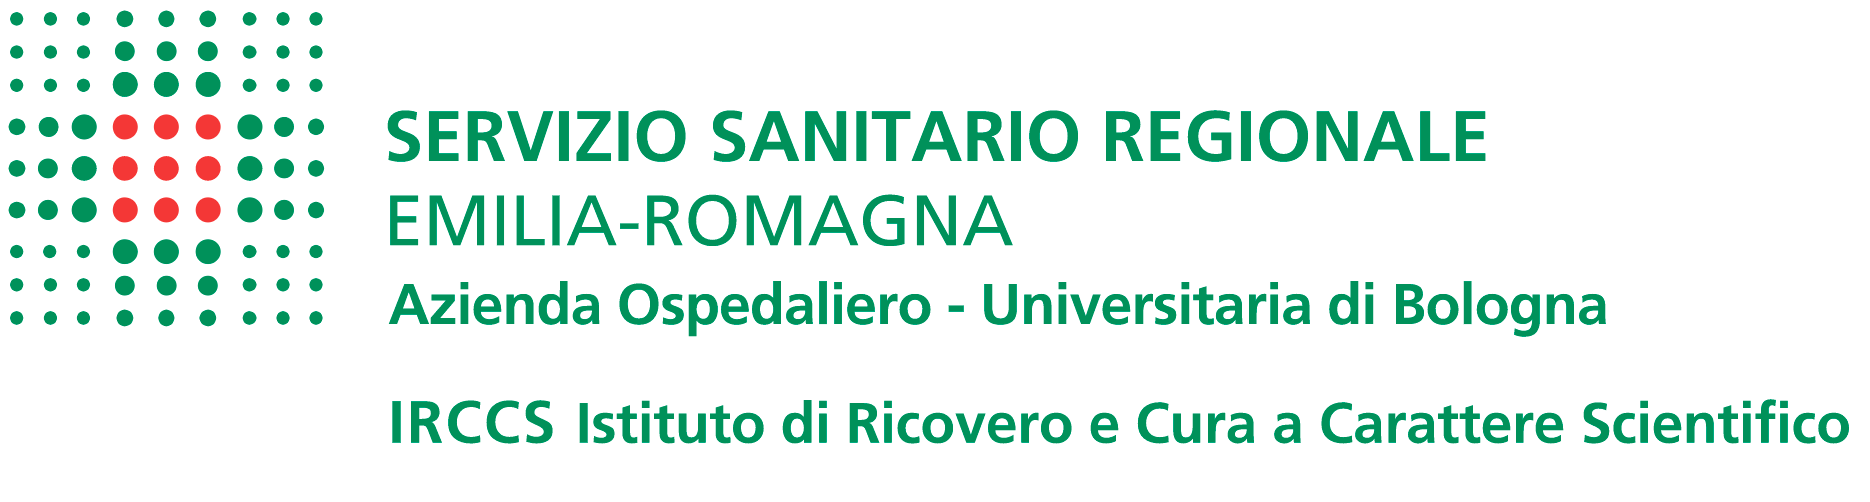 SERVIZIO SANITARIO REGIONALE
EMILIA-ROMAGNA
Azienda Ospedaliero - Universitaria di Bologna
IRCCS Istituto di Ricovero e Cura a Carattere Scientifico